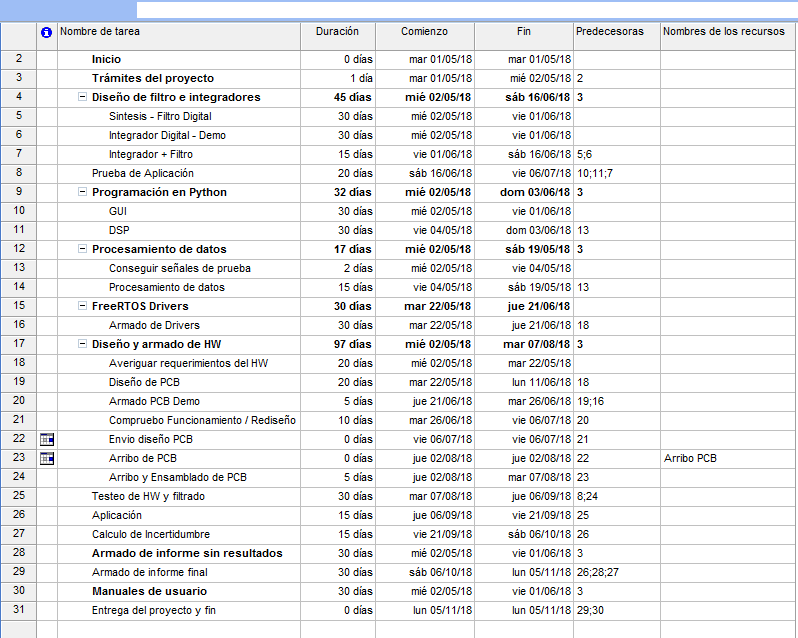 Nombre de tarea Duración Comienzo Fin Predecesoras Nombres de los recursos
2 Inicio 0 días mar 01/05/18 mar 01/05/18
3 Trámites del proyecto 1 día mar 01/05/18 mié 02/05/18 2
4 Diseño de filtro e integradores 45 días mié 02/05/18 sáb 16/06/18 3
5 Síntesis - Filtro Digital 30 días mié 02/05/18 vie 01/06/18
6 Integrador Digital - Demo 30 días mié 02/05/18 vie 01/06/18
7 Integrador + Filtro 15 días vie 01/06/18 sáb 16/06/18 5;6
8 Prueba de Aplicación 20 días sáb 16/06/18 vie 06/07/18 10;11;7
9 Programación en Python 32 días mié 02/05/18 dom 03/06/18 3
10 GUI 30 días mié 02/05/18 vie 01/06/18
11 DSP 30 días vie 04/05/18 dom 03/06/18 13
12 Procesamiento de datos 17 días mié 02/05/18 sáb 19/05/18 3
13 Conseguir señales de prueba 2 días mié 02/05/18 vie 04/05/18
14 Procesamiento de datos 15 días vie 04/05/18 sáb 19/05/18 13
15 FreeRTOS Drivers 30 días mar 22/05/18 jue 21/06/18
16 Armado de Drivers 30 días mar 22/05/18 jue 21/06/18 18
17 Diseño y armado de HW 97 días mié 02/05/18 mar 07/08/18 3
18 Averiguar requerimientos del HW 20 días mié 02/05/18 mar 22/05/18
19 Diseño de PCB 20 días mar 22/05/18 lun 11/06/18 18
20 Armado PCB Demo 5 días jue 21/06/18 mar 26/06/18 19;16
21 Compruebo Funcionamiento / Rediseño 10 días mar 26/06/18 vie 06/07/18 20
22 Envio diseño PCB 0 días vie 06/07/18 vie 06/07/18 21
23 Arribo de PCB 0 días jue 02/08/18 jue 02/08/18 22 Arribo PCB
24 Arribo y Ensamblado de PCB 5 días jue 02/08/18 mar 07/08/18 23
25 Testeo de HW y filtrado 30 días mar 07/08/18 jue 06/09/18 8;24
26 Aplicación 15 días jue 06/09/18 vie 21/09/18 25
27 Calculo de Incertidumbre 15 días vie 21/09/18 sáb 06/10/18 26
28 Armado de informe sin resultados 30 días mié 02/05/18 vie 01/06/18 3
29 Armado de informe final 30 días sáb 06/10/18 lun 05/11/18 26;28;27
30 Manuales de usuario 30 días mié 02/05/18 vie 01/06/18 3
31 Entrega del proyecto y fin 0 días lun 05/11/18 lun 05/11/18 29;30